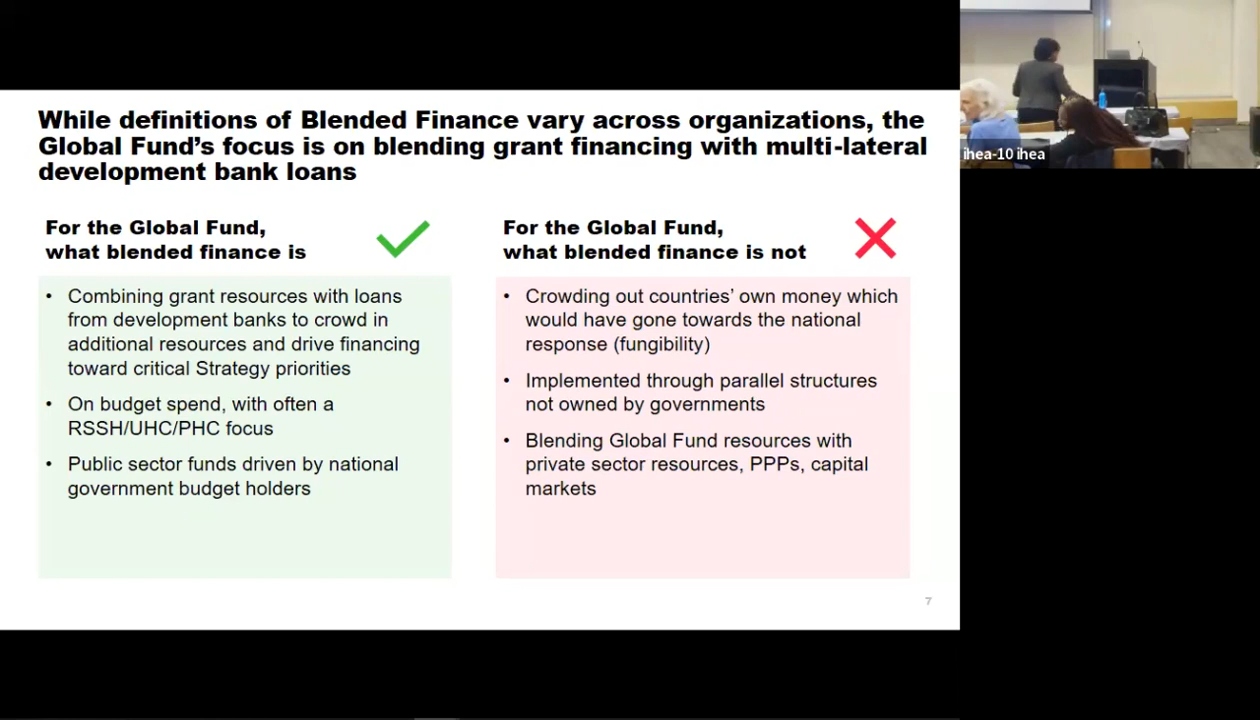 While definitions of Blended Finance vary across organizations, the
Global Fund’s focus is on blending grant financing with multi-lateral
development bank loans
For the Global Fund,
what blended finance is
• Combining grant resources with loans
from development banks to crowd in
additional resources and drive financing
toward critical Strategy priorities
• On budget spend, with often a
RSSH/UHC/PHC focus
• Public sector funds driven by national
government budget holders
For the Global Fund,
what blended finance is not
• Crowding out countries’ own money which
would have gone towards the national
response (fungibility)
• Implemented through parallel structures
not owned by governments
• Blending Global Fund resources with
private sector resources, PPPs, capital
markets
7
ihea-10 ihea